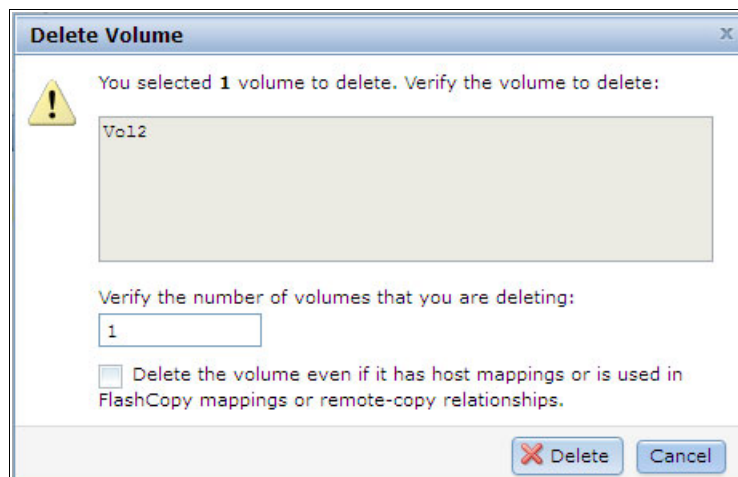 Delete Volume
x
You selected 1 volume to delete. Verify the volume to delete:
Vol2
Verify the number of volumes that you are deleting:
1
Delete the volume even if it has host mappings or is used in
FlashCopy mappings or remote-copy relationships.
Delete
Cancel